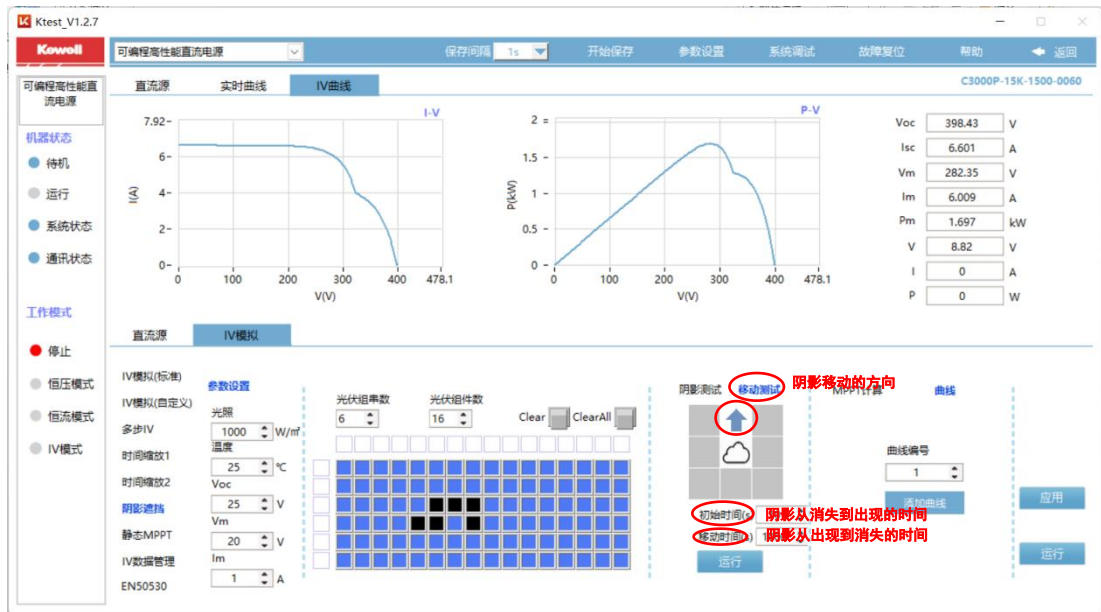 Ktest_V1.2.7
Kewell
可编程高性能直流电源
保存间隔 1s 开始保存 参数设置 系统调试 故障复位 帮助 返回
可编程高性能直
流电源
直流源 实时曲线 IV曲线
C3000P-15K-1500-0060
机器状态
待机
运行
系统状态
通讯状态
工作模式
停止
恒压模式
恒流模式
IV模式
I-V
7.92
6
4
2
0
I(A)
0 100 200 300 400 478.1
V(V)
P-V
2
1.5
1
0.5
0
P(kW)
0 100 200 300 400 478.1
V(V)
Voc 398.43 V
Isc 6.601 A
Vm 282.35 V
Im 6.009 A
Pm 1.697 kW
V 8.82 V
I 0 A
P 0 W
直流源 IV模拟
IV模拟(标准)
IV模拟(自定义)
多步IV
时间缩放1
时间缩放2
阴影遮挡
静态MPPT
IV数据管理
EN50530
参数设置
光照
1000 W/㎡
温度
25 ℃
Voc
25 V
Vm
20 V
Im
1 A
光伏组串数 光伏组件数
6 16 Clear ClearAll
阴影测试 移动测试 阴影移动的方向
初始时间(s) 阴影从消失到出现的时间
移动时间(s) 阴影从出现到消失的时间
运行
MPPT计算 曲线
曲线编号
1
添加曲线
应用
运行